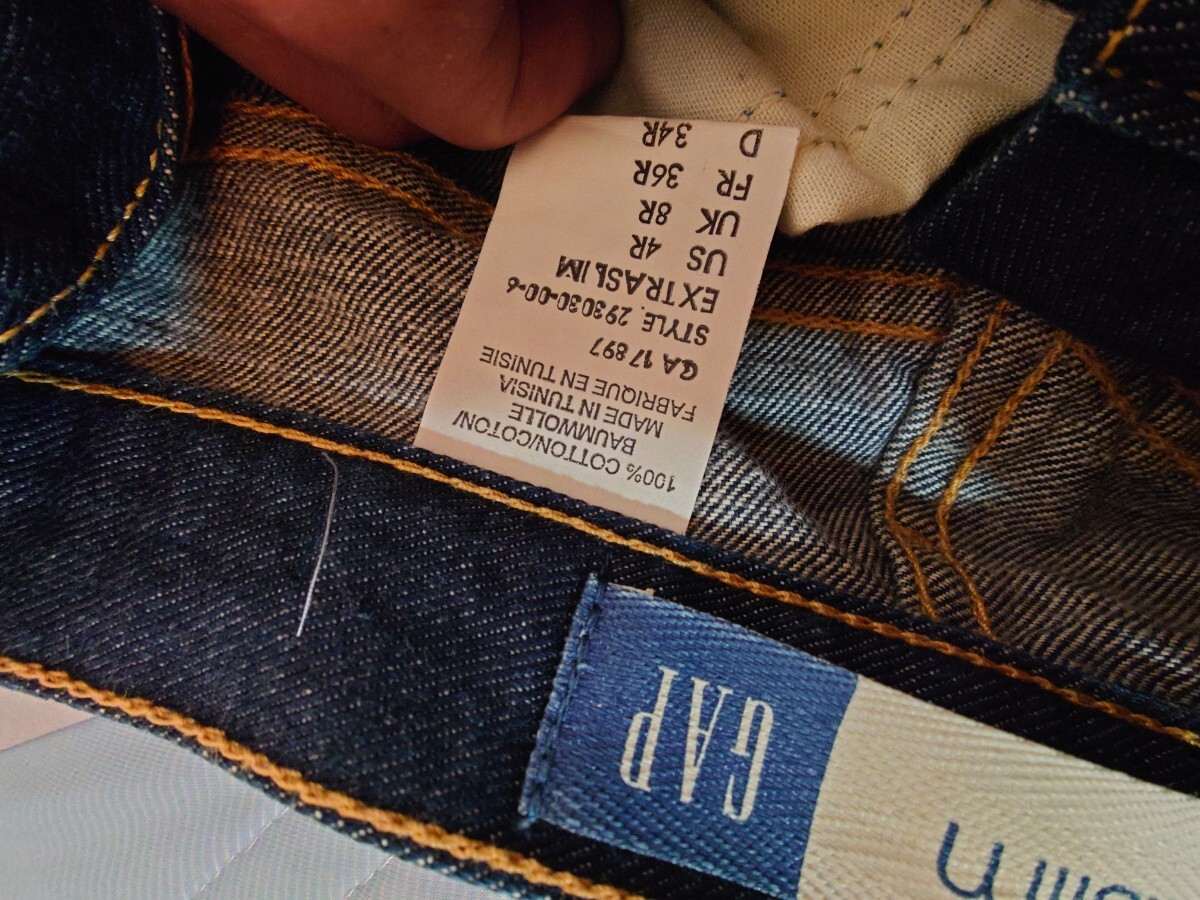 100% COTTON/COTON/
BAUMWOLLE
MADE IN TUNISIA
FABRIQUE EN TUNISIE
GA 17 897
STYLE. 293030-00-6
EXTRASLIM
US 4R
UK 8R
FR 36R
D 34R
GAP